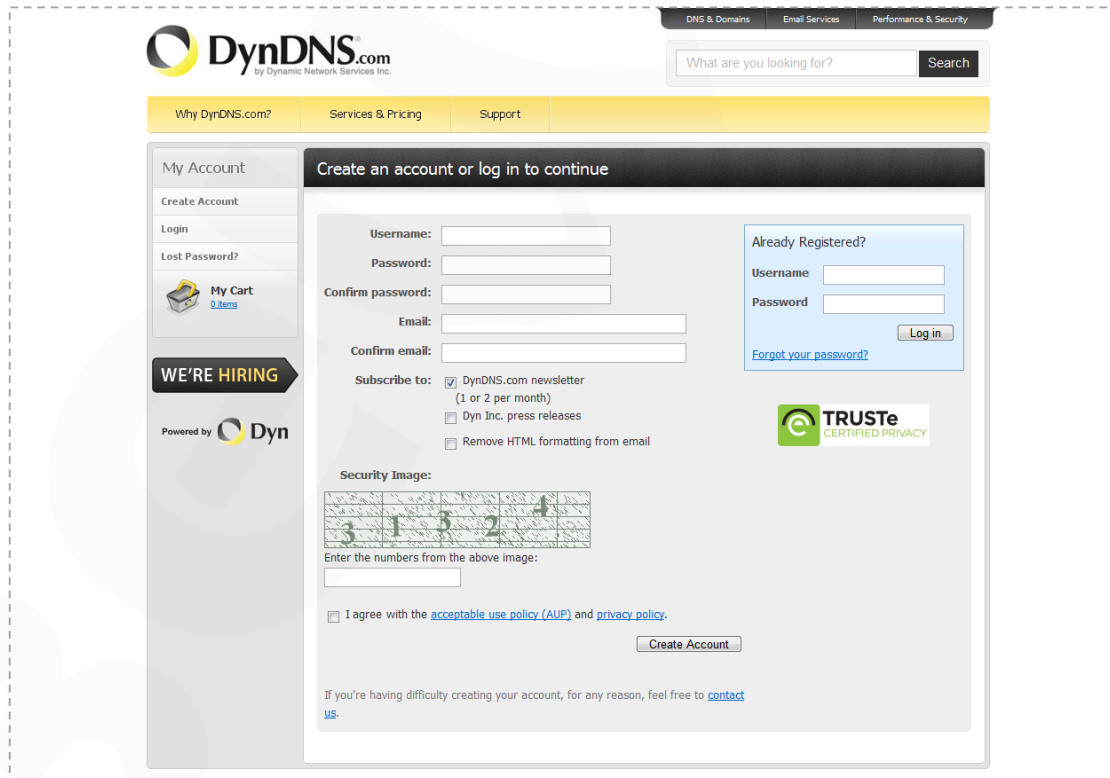 DNS & Domains
Email Services
Performance & Security
DynDNS.com
by Dynamic Network Services Inc.
What are you looking for?
Search
Why DynDNS.com?
Services & Pricing
Support
My Account
Create Account
Login
Lost Password?
My Cart
0 items
WE'RE HIRING
Powered by Dyn
Create an account or log in to continue
Username:
Password:
Confirm password:
Email:
Confirm email:
Subscribe to:
DynDNS.com newsletter
(1 or 2 per month)
Dyn Inc. press releases
Remove HTML formatting from email
Security Image:
3 1 3 2 4
Enter the numbers from the above image:
I agree with the acceptable use policy (AUP) and privacy policy.
Create Account
If you're having difficulty creating your account, for any reason, feel free to contact
us.
Already Registered?
Username
Password
Log in
Forgot your password?
TRUSTe
CERTIFIED PRIVACY